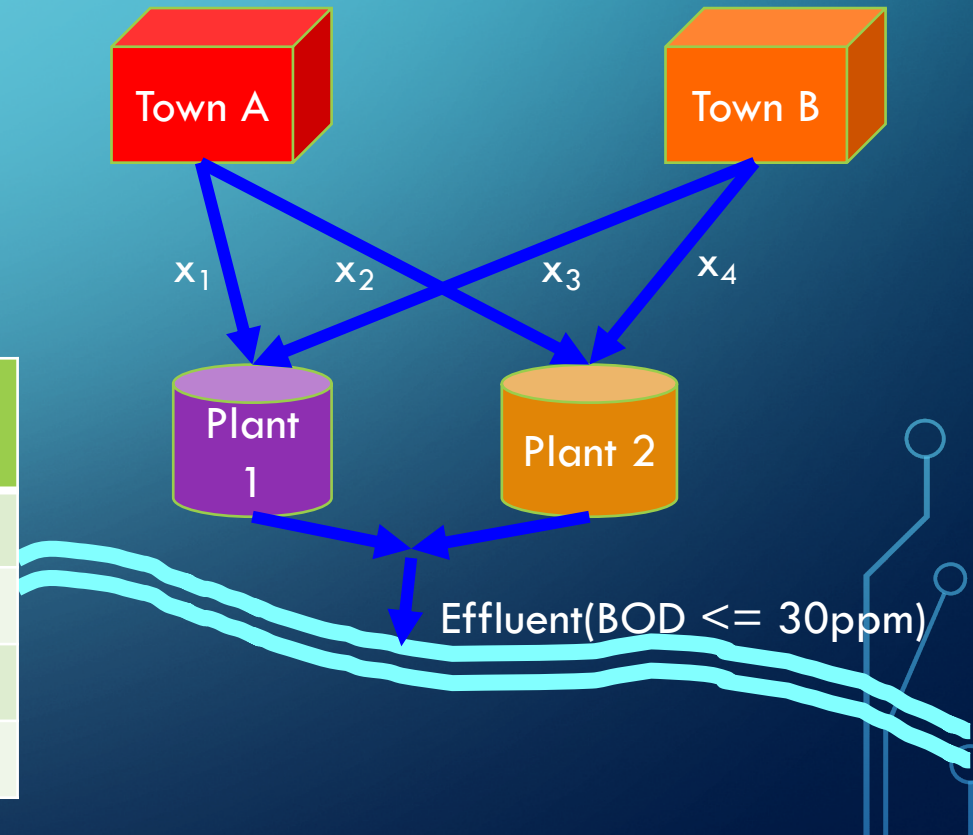 Town A
Town B
x₁
x₂
x₃
x₄
Plant
1
Plant 2
Effluent(BOD <= 30ppm)